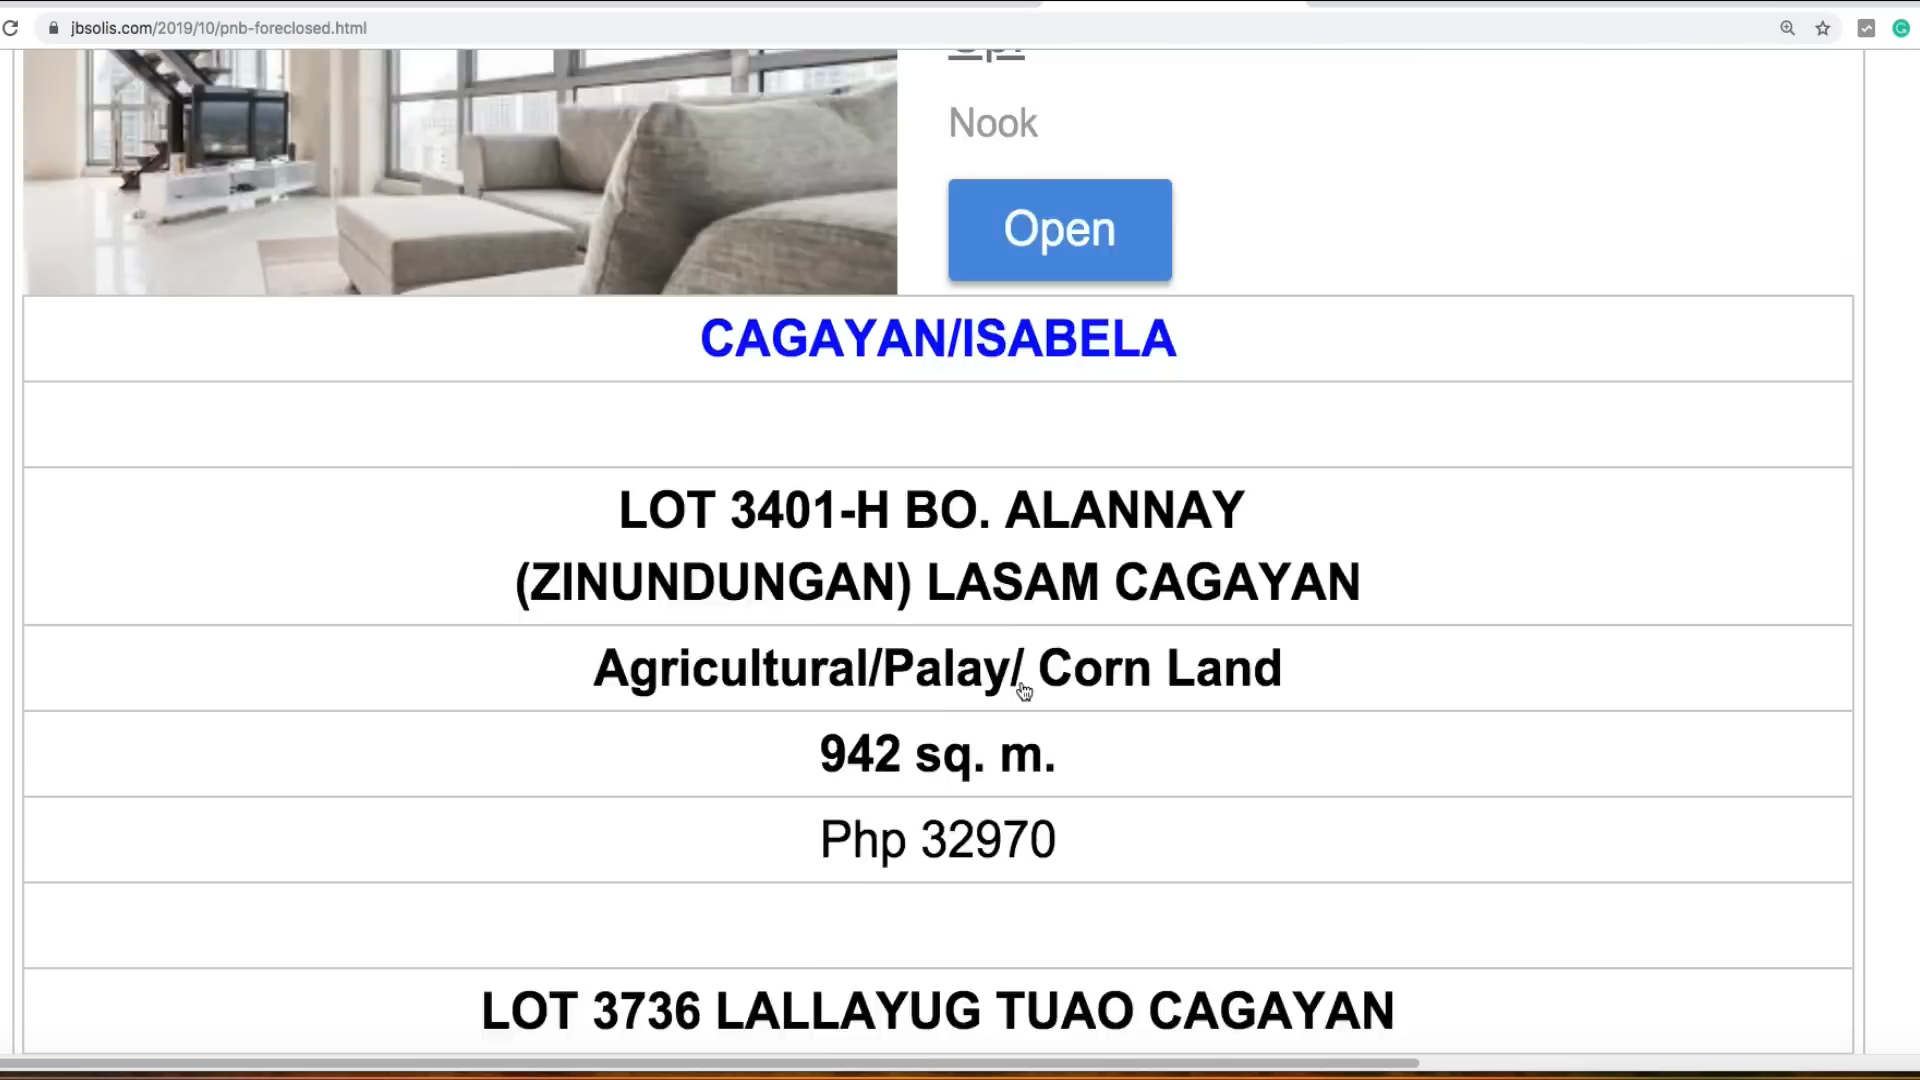 jbsolis.com/2019/10/pnb-foreclosed.html
Nook
Open
CAGAYAN/ISABELA
LOT 3401-H BO. ALANNAY
(ZINUNDUNGAN) LASAM CAGAYAN
Agricultural/Palay/ Corn Land
942 sq. m.
Php 32970
LOT 3736 LALLAYUG TUAO CAGAYAN